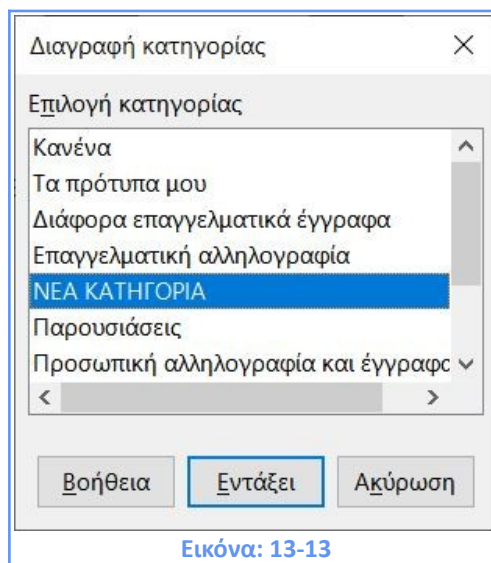 Διαγραφή κατηγορίας
Επιλογή κατηγορίας
Κανένα
Τα πρότυπα μου
Διάφορα επαγγελματικά έγγραφα
Επαγγελματική αλληλογραφία
ΝΕΑ ΚΑΤΗΓΟΡΙΑ
Παρουσιάσεις
Προσωπική αλληλογραφία και έγγραφα
Βοήθεια Εντάξει Ακύρωση
Εικόνα: 13-13